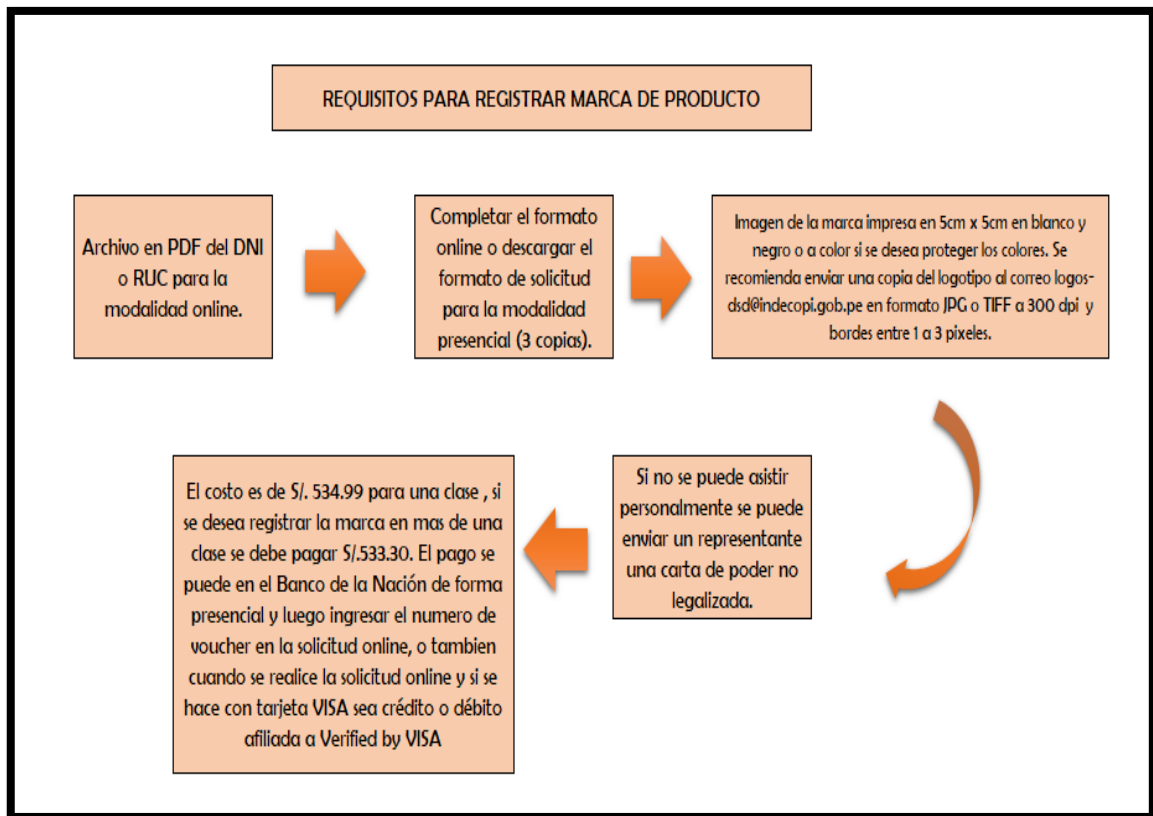 REQUISITOS PARA REGISTRAR MARCA DE PRODUCTO
Archivo en PDF del DNI
o RUC para la
modalidad online.
Completar el formato
online o descargar el
formato de solicitud
para la modalidad
presencial (3 copias).
Imagen de la marca impresa en 5cm x 5cm en blanco y
negro o a color si se desea proteger los colores. Se
recomienda enviar una copia del logotipo al correo logos-
dsd@indecopi.gob.pe en formato JPG o TIFF a 300 dpi y
bordes entre 1 a 3 pixeles.
Si no se puede asistir
personalmente se puede
enviar un representante
una carta de poder no
legalizada.
El costo es de S/. 534.99 para una clase , si
se desea registrar la marca en mas de una
clase se debe pagar S/.533.30. El pago se
puede en el Banco de la Nación de forma
presencial y luego ingresar el numero de
voucher en la solicitud online, o tambien
cuando se realice la solicitud online y si se
hace con tarjeta VISA sea crédito o débito
afiliada a Verified by VISA